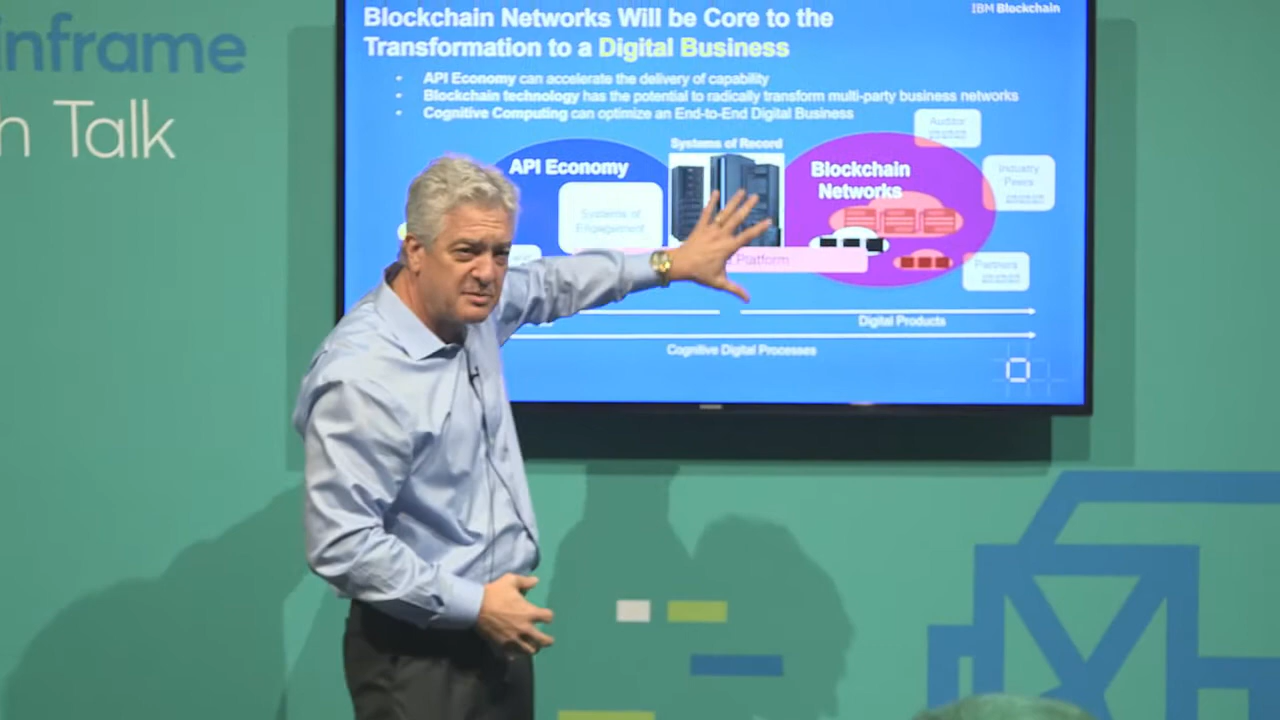 inframe
h Talk
IBM Blockchain
Blockchain Networks Will be Core to the
Transformation to a Digital Business
• API Economy can accelerate the delivery of capability
• Blockchain technology has the potential to radically transform multi-party business networks
• Cognitive Computing can optimize an End-to-End Digital Business
API Economy
Systems of
Engagement
Systems of Record
Blockchain
Networks
Auditor
Industry
Peers
Partners
Platform
Digital Products
Cognitive Digital Processes